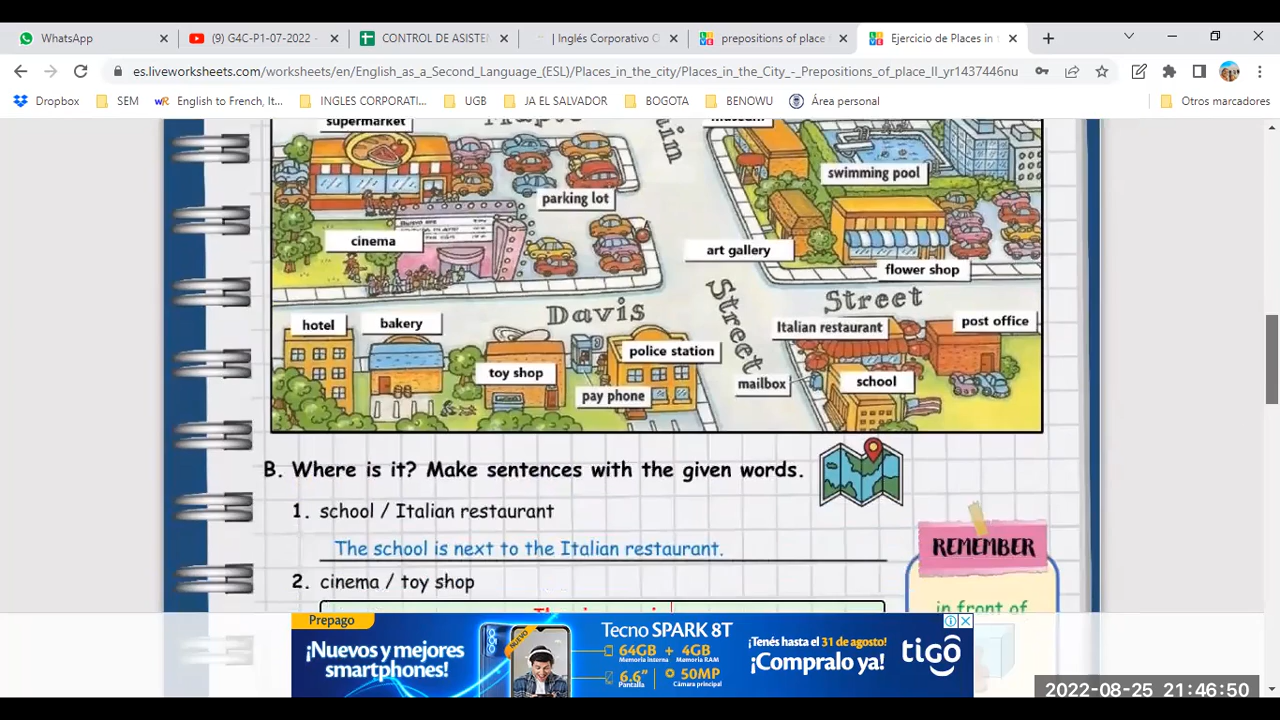 WhatsApp
(9) G4C-P1-07-2022 -
CONTROL DE ASISTE
| Inglés Corporativo O
prepositions of place
Ejercicio de Places in
es.liveworksheets.com/worksheets/en/English_as_a_Second_Language_(ESL)/Places_in_the_city/Places_in_the_City_-_Prepositions_of_place_II_yr1437446nu
Dropbox
SEM
English to French, It...
INGLES CORPORATI...
UGB
JA EL SALVADOR
BOGOTA
BENOWU
Área personal
Otros marcadores
supermarket
museum
swimming pool
parking lot
cinema
art gallery
flower shop
Davis
Street
Street
hotel
bakery
Italian restaurant
post office
police station
toy shop
mailbox
school
pay phone
B. Where is it? Make sentences with the given words.
1. school / Italian restaurant
The school is next to the Italian restaurant.
REMEMBER
2. cinema / toy shop
in front of
Prepago
¡Nuevos y mejores
smartphones!
NUEVO
Tecno SPARK 8T
64GB + 4GB
Memoria Interna Memoria RAM
6.6" 50MP
Pantalla Cámara principal
¡Tenés hasta el 31 de agosto!
¡Compralo ya!
tigo
2022-08-25 21:46:50